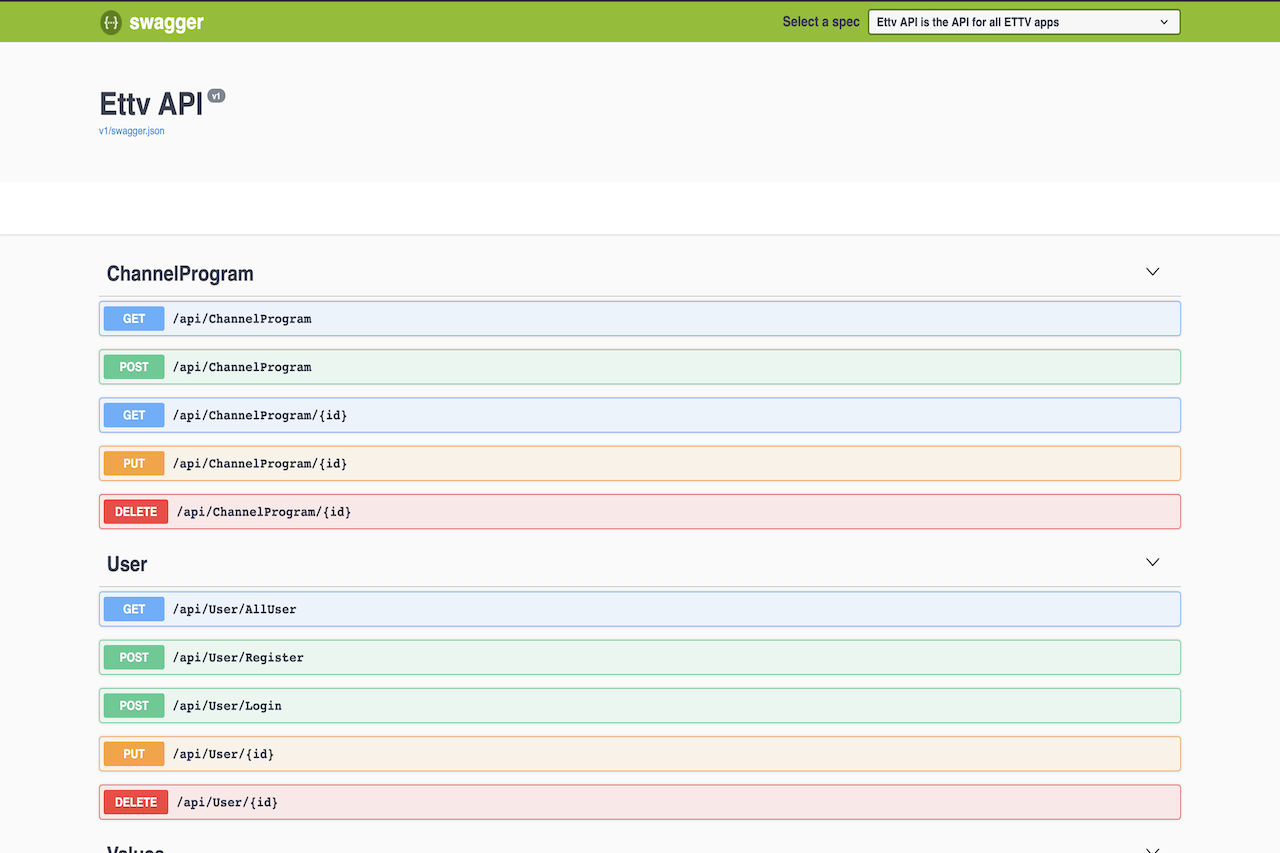 {···} swagger
Select a spec
Ettv API is the API for all ETTV apps
Ettv API v1
v1/swagger.json
ChannelProgram
GET /api/ChannelProgram
POST /api/ChannelProgram
GET /api/ChannelProgram/{id}
PUT /api/ChannelProgram/{id}
DELETE /api/ChannelProgram/{id}
User
GET /api/User/AllUser
POST /api/User/Register
POST /api/User/Login
PUT /api/User/{id}
DELETE /api/User/{id}
Values